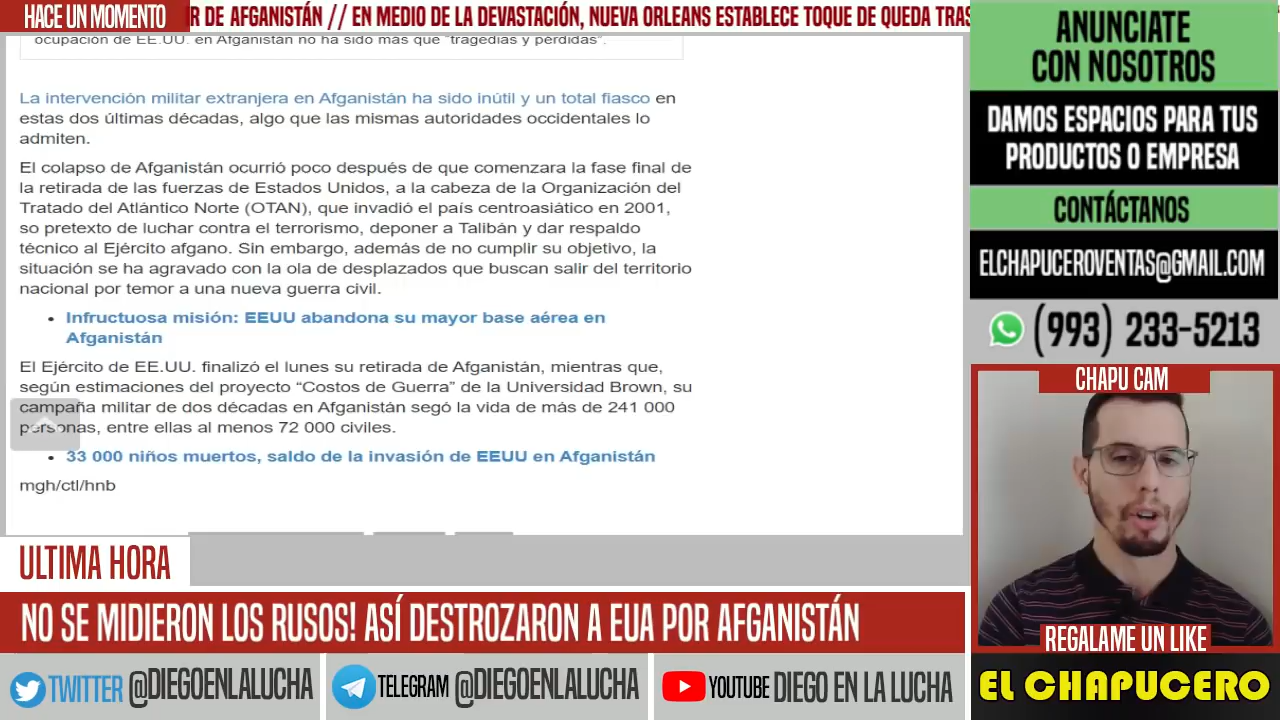 HACE UN MOMENTO
R DE AFGANISTÁN // EN MEDIO DE LA DEVASTACIÓN, NUEVA ORLEANS ESTABLECE TOQUE DE QUEDA TRAS
ocupación de EE.UU. en Afganistán no ha sido más que “tragedias y pérdidas”.
La intervención militar extranjera en Afganistán ha sido inútil y un total fiasco en
estas dos últimas décadas, algo que las mismas autoridades occidentales lo
admiten.
El colapso de Afganistán ocurrió poco después de que comenzara la fase final de
la retirada de las fuerzas de Estados Unidos, a la cabeza de la Organización del
Tratado del Atlántico Norte (OTAN), que invadió el país centroasiático en 2001,
so pretexto de luchar contra el terrorismo, deponer a Talibán y dar respaldo
técnico al Ejército afgano. Sin embargo, además de no cumplir su objetivo, la
situación se ha agravado con la ola de desplazados que buscan salir del territorio
nacional por temor a una nueva guerra civil.
• Infructuosa misión: EEUU abandona su mayor base aérea en
Afganistán
El Ejército de EE.UU. finalizó el lunes su retirada de Afganistán, mientras que,
según estimaciones del proyecto “Costos de Guerra” de la Universidad Brown, su
campaña militar de dos décadas en Afganistán segó la vida de más de 241 000
personas, entre ellas al menos 72 000 civiles.
• 33 000 niños muertos, saldo de la invasión de EEUU en Afganistán
mgh/ctl/hnb
ANUNCIATE
CON NOSOTROS
DAMOS ESPACIOS PARA TUS
PRODUCTOS O EMPRESA
CONTÁCTANOS
ELCHAPUCEROVENTAS@GMAIL.COM
(993) 233-5213
CHAPU CAM
REGALAME UN LIKE
EL CHAPUCERO
ULTIMA HORA
NO SE MIDIERON LOS RUSOS! ASÍ DESTROZARON A EUA POR AFGANISTÁN
TWITTER @DIEGOENLALUCHA
TELEGRAM @DIEGOENLALUCHA
YOUTUBE DIEGO EN LA LUCHA